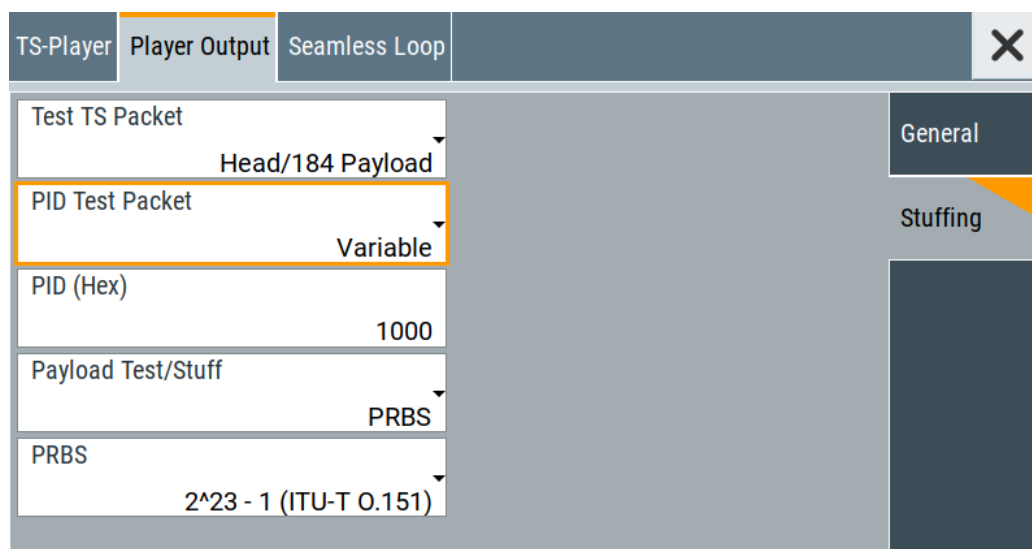 TS-Player Player Output Seamless Loop
Test TS Packet
Head/184 Payload
General
PID Test Packet
Variable
Stuffing
PID (Hex)
1000
Payload Test/Stuff
PRBS
PRBS
2^23 - 1 (ITU-T O.151)